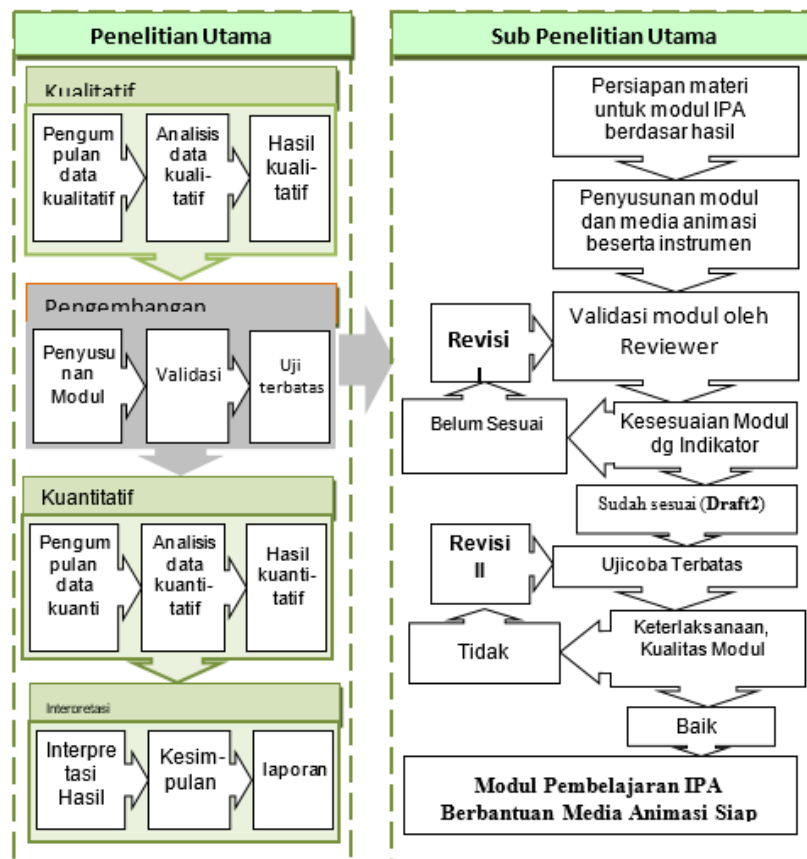 Penelitian Utama
Kualitatif
Pengum
pulan
data
kualitatif
Analisis
data
kuali-
tatif
Hasil
kuali-
tatif
Pengembangan
Penyusu
nan
Modul
Validasi
Uji
terbatas
Kuantitatif
Pengum
pulan
data
kuanti
Analisis
data
kuanti-
tatif
Hasil
kuanti-
tatif
Interpretasi
Interpre
tasi
Hasil
Kesim-
pulan
laporan
Sub Penelitian Utama
Persiapan materi
untuk modul IPA
berdasar hasil
Penyusunan modul
dan media animasi
beserta instrumen
Validasi modul oleh
Reviewer
Revisi
I
Belum Sesuai
Kesesuaian Modul
dg Indikator
Sudah sesuai (Draft2)
Revisi
II
Ujicoba Terbatas
Tidak
Keterlaksanaan,
Kualitas Modul
Baik
Modul Pembelajaran IPA
Berbantuan Media Animasi Siap